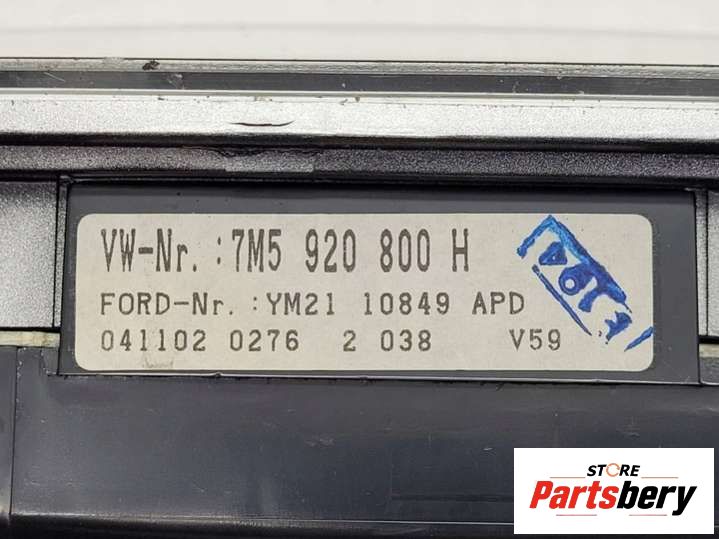 VW-Nr. :7M5 920 800 H
FORD-Nr. :YM21 10849 APD
041102 0276 2 038 V59
STORE
Partsbery